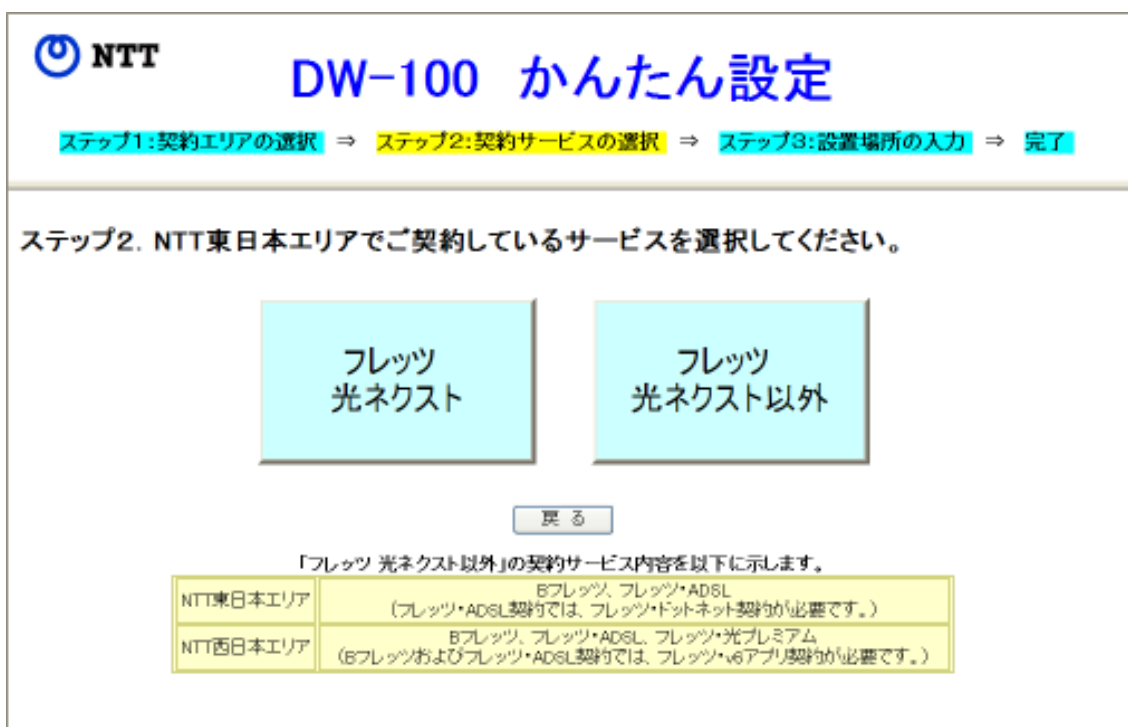 NTT
DW-100 かんたん設定
ステップ1:契約エリアの選択 ⇒ ステップ2:契約サービスの選択 ⇒ ステップ3:設置場所の入力 ⇒ 完了
ステップ2. NTT東日本エリアでご契約しているサービスを選択してください。
フレッツ
光ネクスト
フレッツ
光ネクスト以外
戻 る
「フレッツ 光ネクスト以外」の契約サービス内容を以下に示します。
NTT東日本エリア
Bフレッツ、フレッツ・ADSL
(フレッツ・ADSL契約では、フレッツ・ドットネット契約が必要です。)
NTT西日本エリア
Bフレッツ、フレッツ・ADSL、フレッツ・光プレミアム
(Bフレッツおよびフレッツ・ADSL契約では、フレッツ・v6アプリ契約が必要です。)